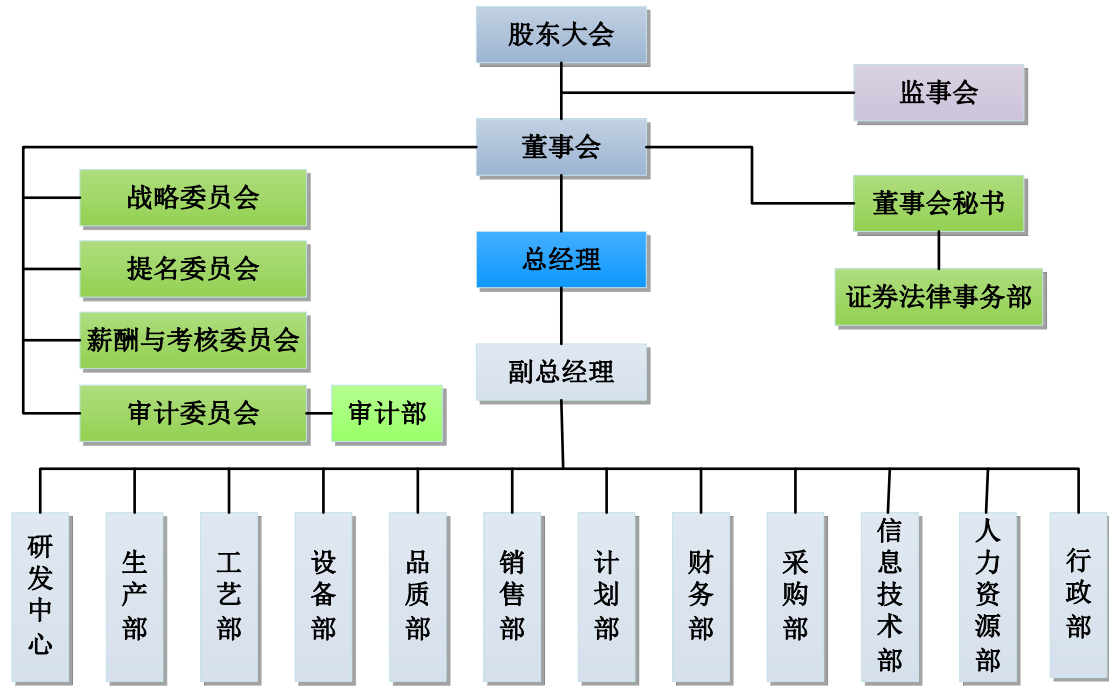 股东大会
监事会
董事会
战略委员会
董事会秘书
总经理
提名委员会
证券法律事务部
薪酬与考核委员会
副总经理
审计委员会
审计部
研发中心
生产部
工艺部
设备部
品质部
销售部
计划部
财务部
采购部
信息技术部
人力资源部
行政部